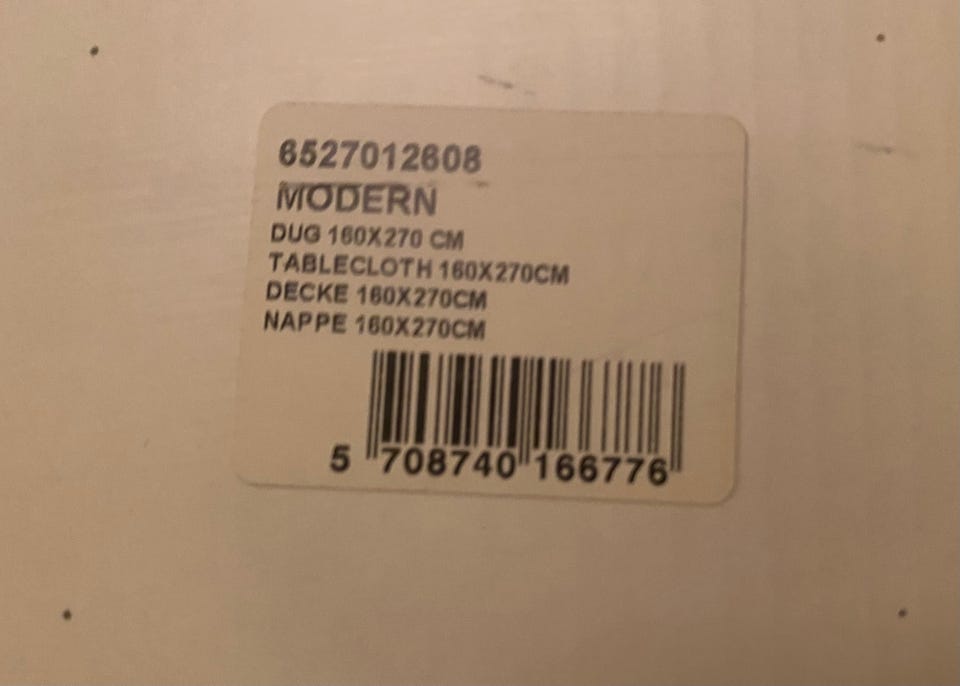 6527012608
MODERN
DUG 160X270 CM
TABLECLOTH 160X270CM
DECKE 160X270CM
NAPPE 160X270CM
5 708740 166776